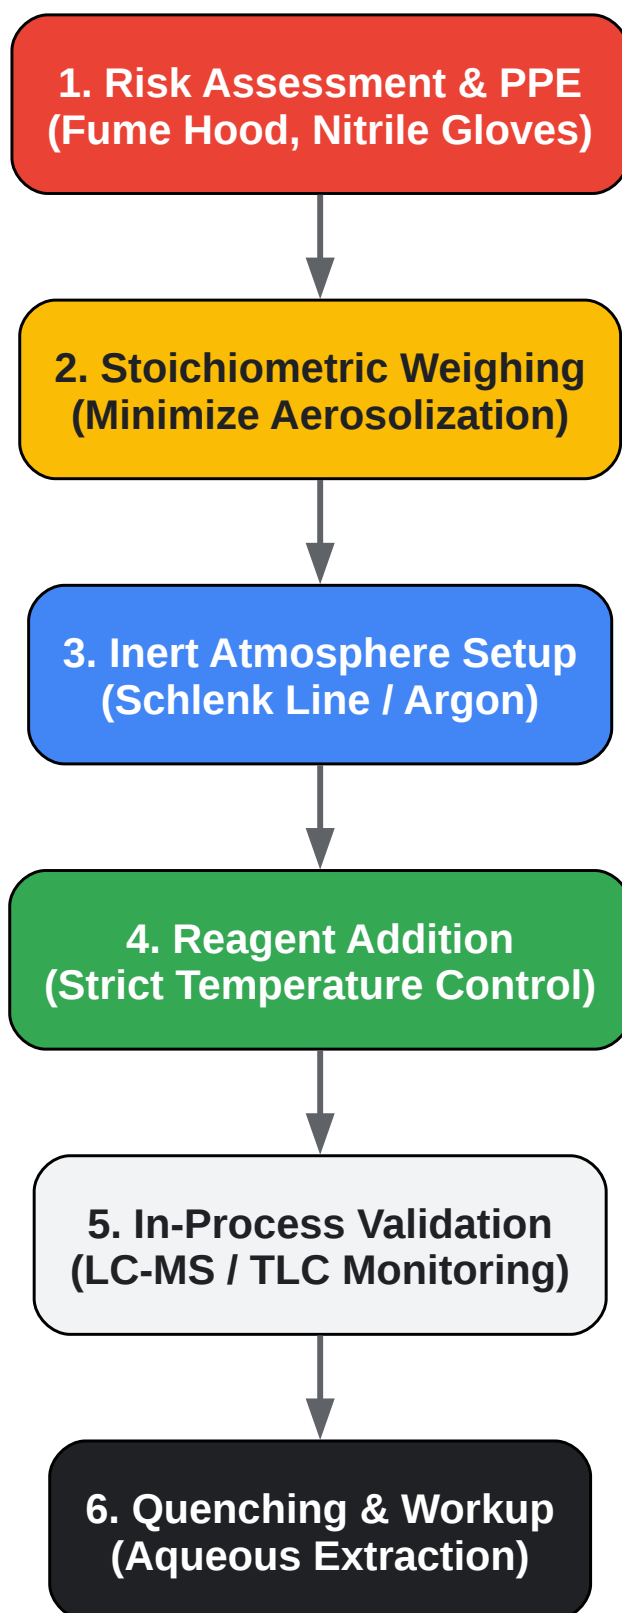 1. Risk Assessment & PPE
(Fume Hood, Nitrile Gloves)
2. Stoichiometric Weighing
(Minimize Aerosolization)
3. Inert Atmosphere Setup
(Schlenk Line / Argon)
4. Reagent Addition
(Strict Temperature Control)
5. In-Process Validation
(LC-MS / TLC Monitoring)
6. Quenching & Workup
(Aqueous Extraction)